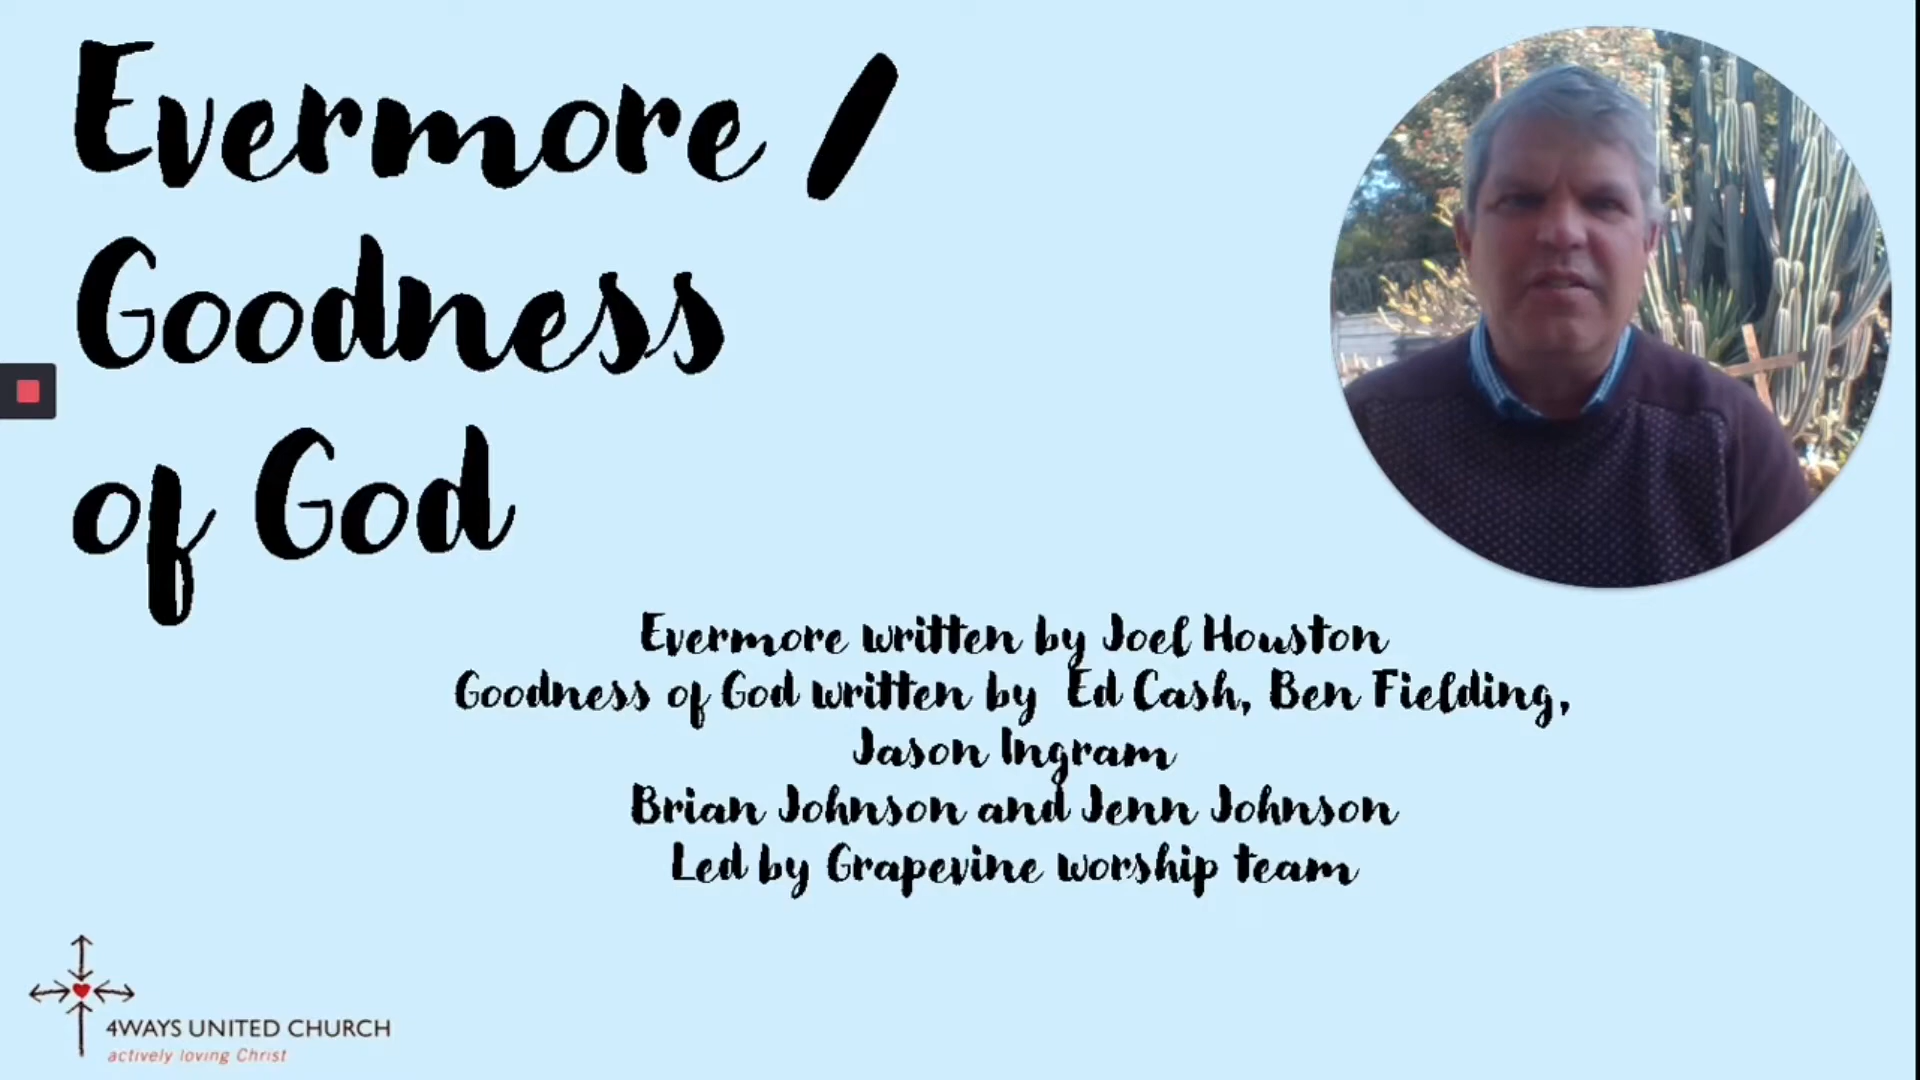 Evermore /
Goodness
of God
Evermore written by Joel Houston
Goodness of God written by Ed Cash, Ben Fielding,
Jason Ingram
Brian Johnson and Jenn Johnson
Led by Grapevine worship team
4WAYS UNITED CHURCH
actively loving Christ